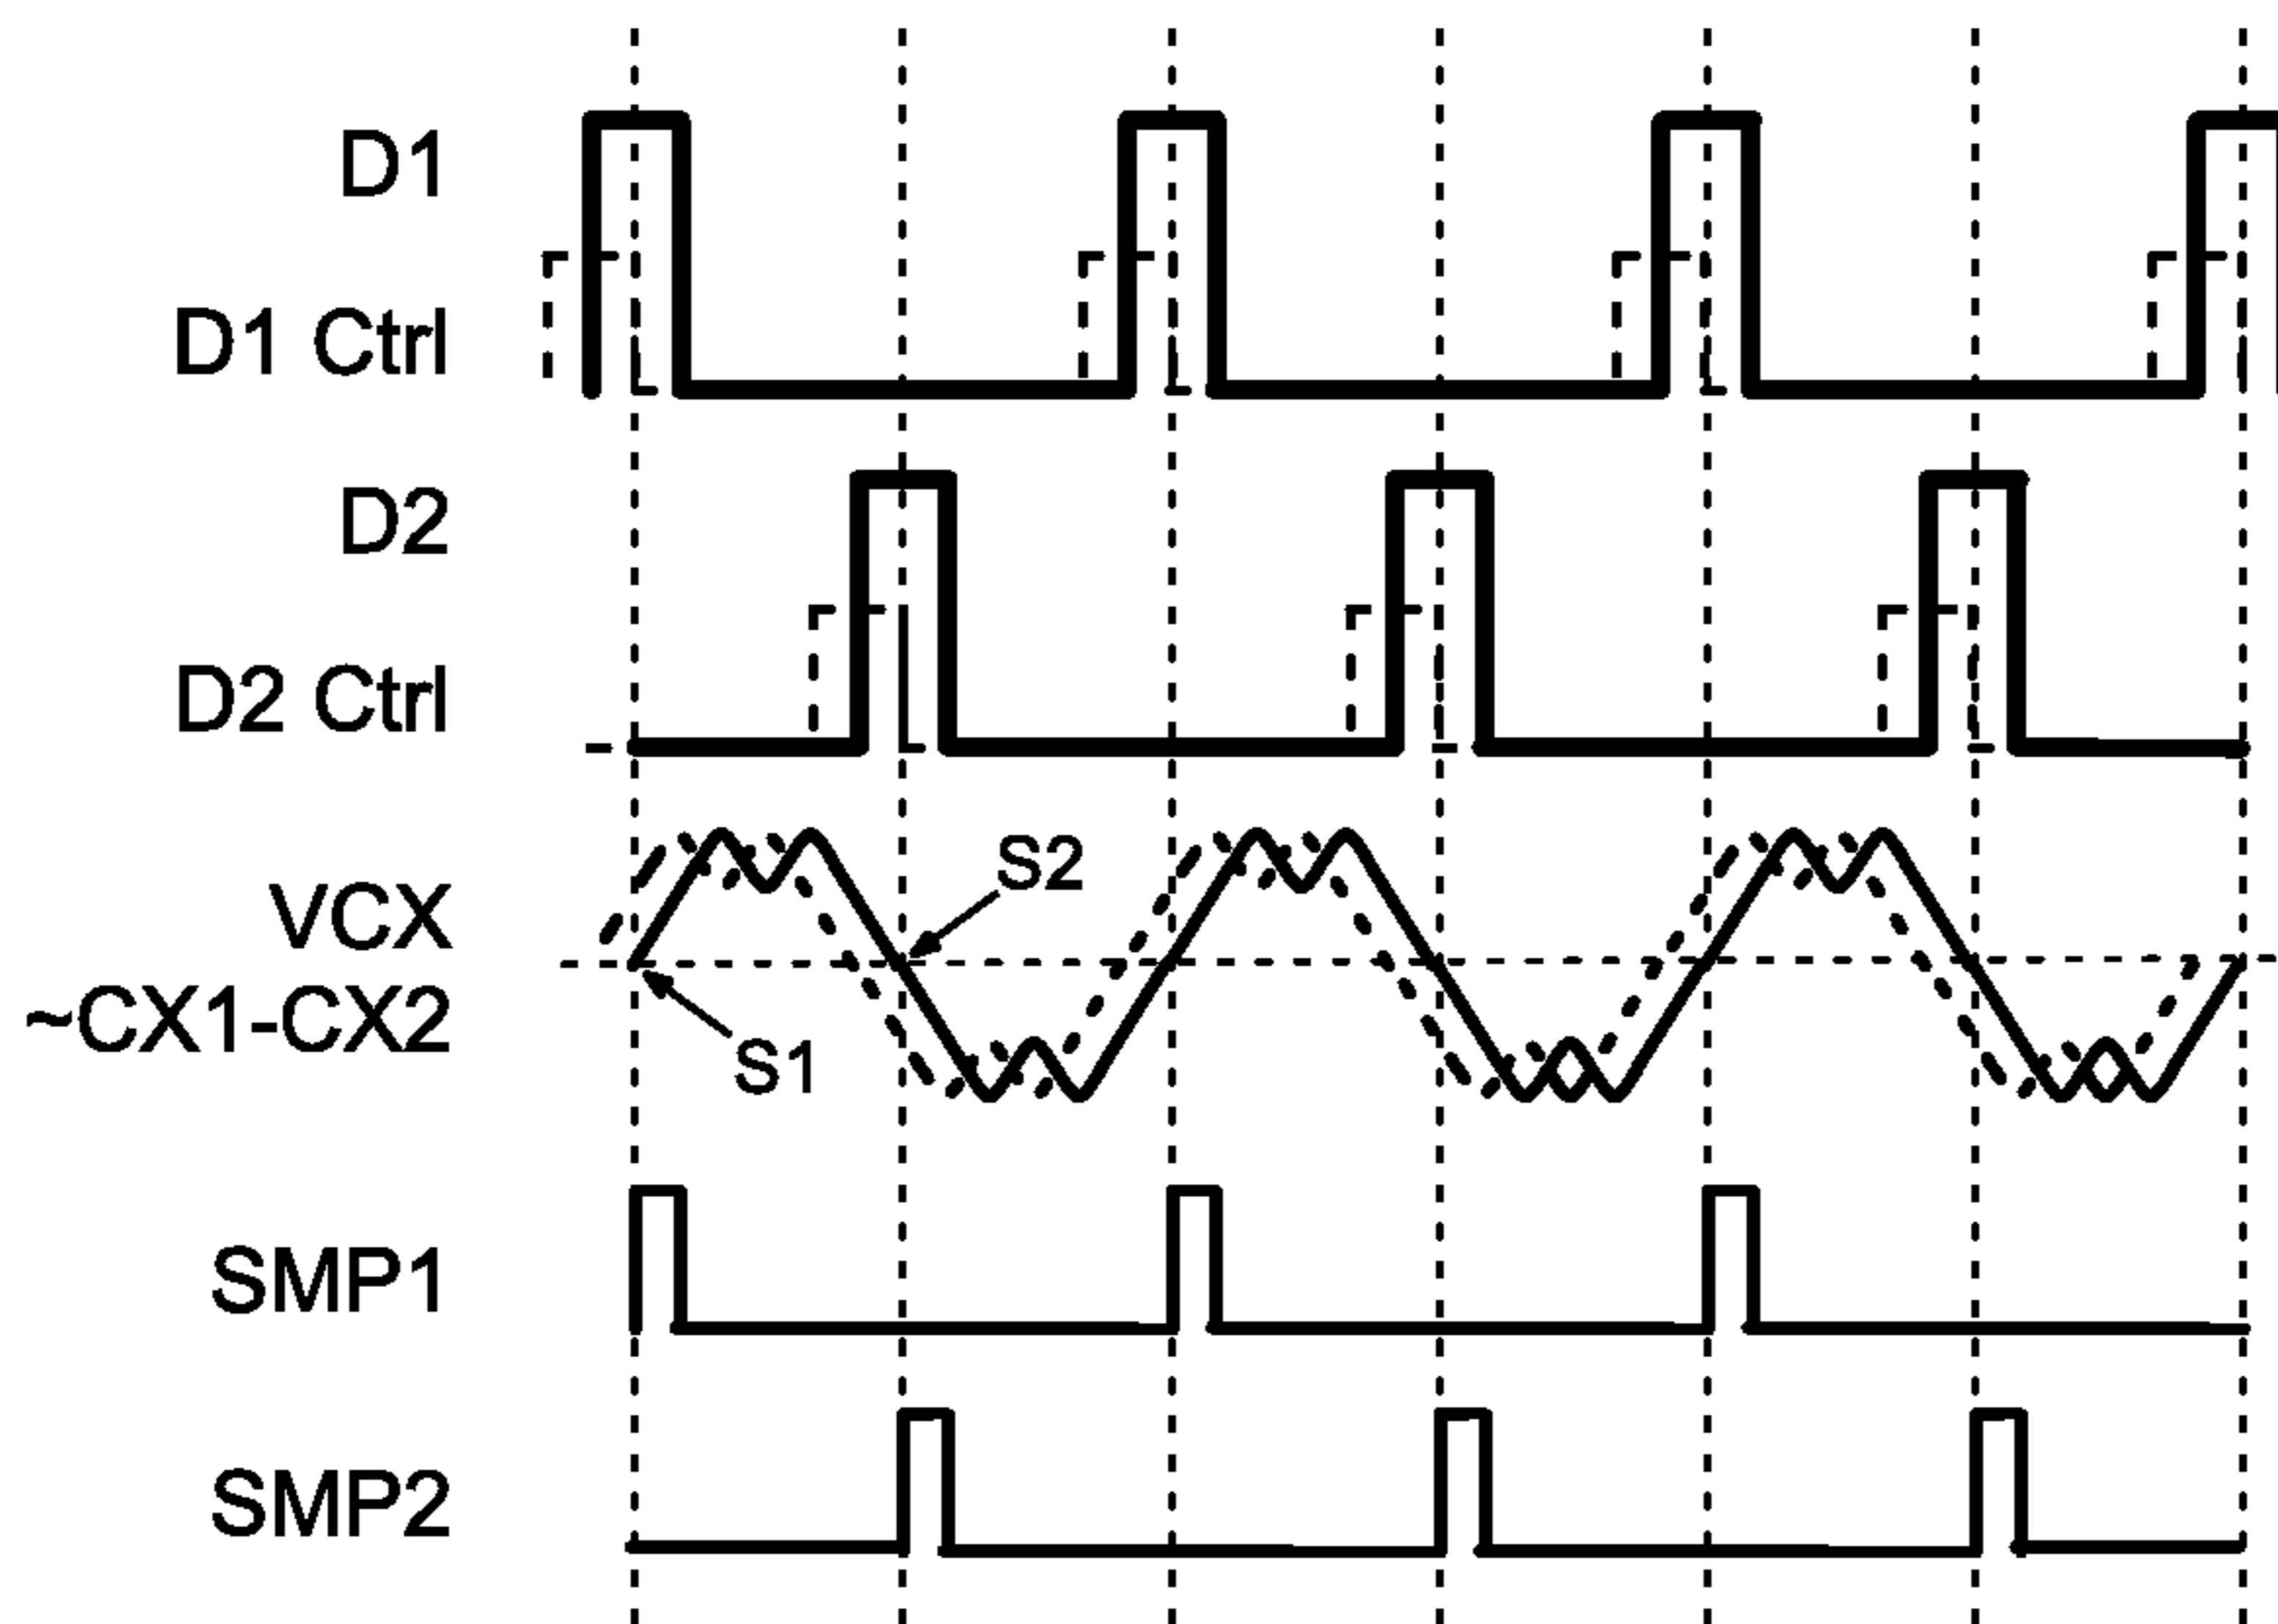 D1
D1 Ctrl
D2
D2 Ctrl
S2
VCX
~CX1-CX2
S1
SMP1
SMP2